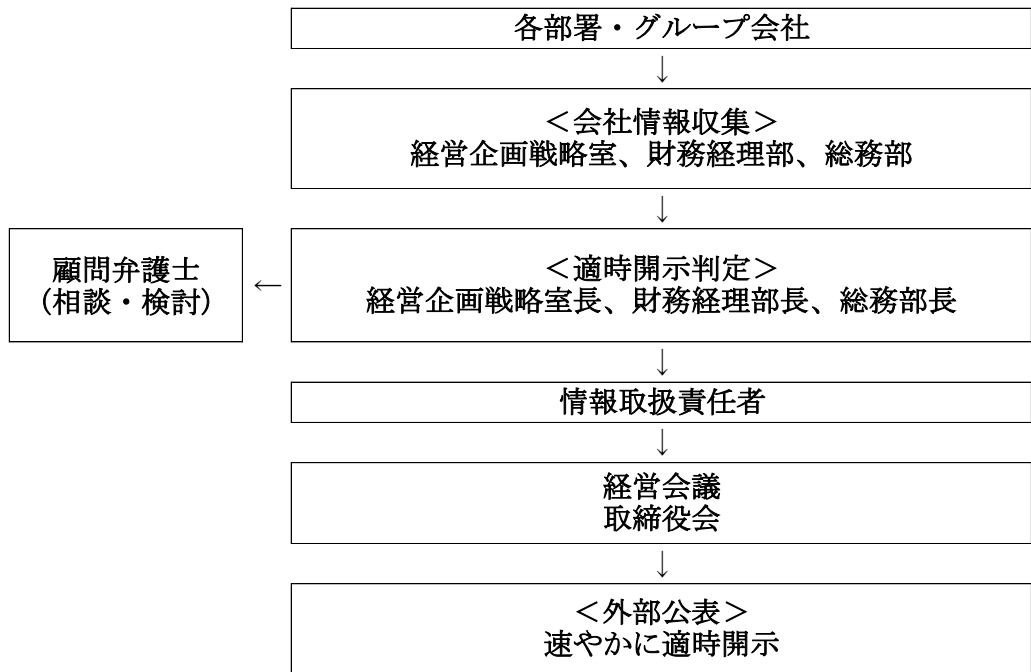 各部署・グループ会社
↓
＜会社情報収集＞
経営企画戦略室、財務経理部、総務部
↓
顧問弁護士
(相談・検討)
←
＜適時開示判定＞
経営企画戦略室長、財務経理部長、総務部長
↓
情報取扱責任者
↓
経営会議
取締役会
↓
＜外部公表＞
速やかに適時開示